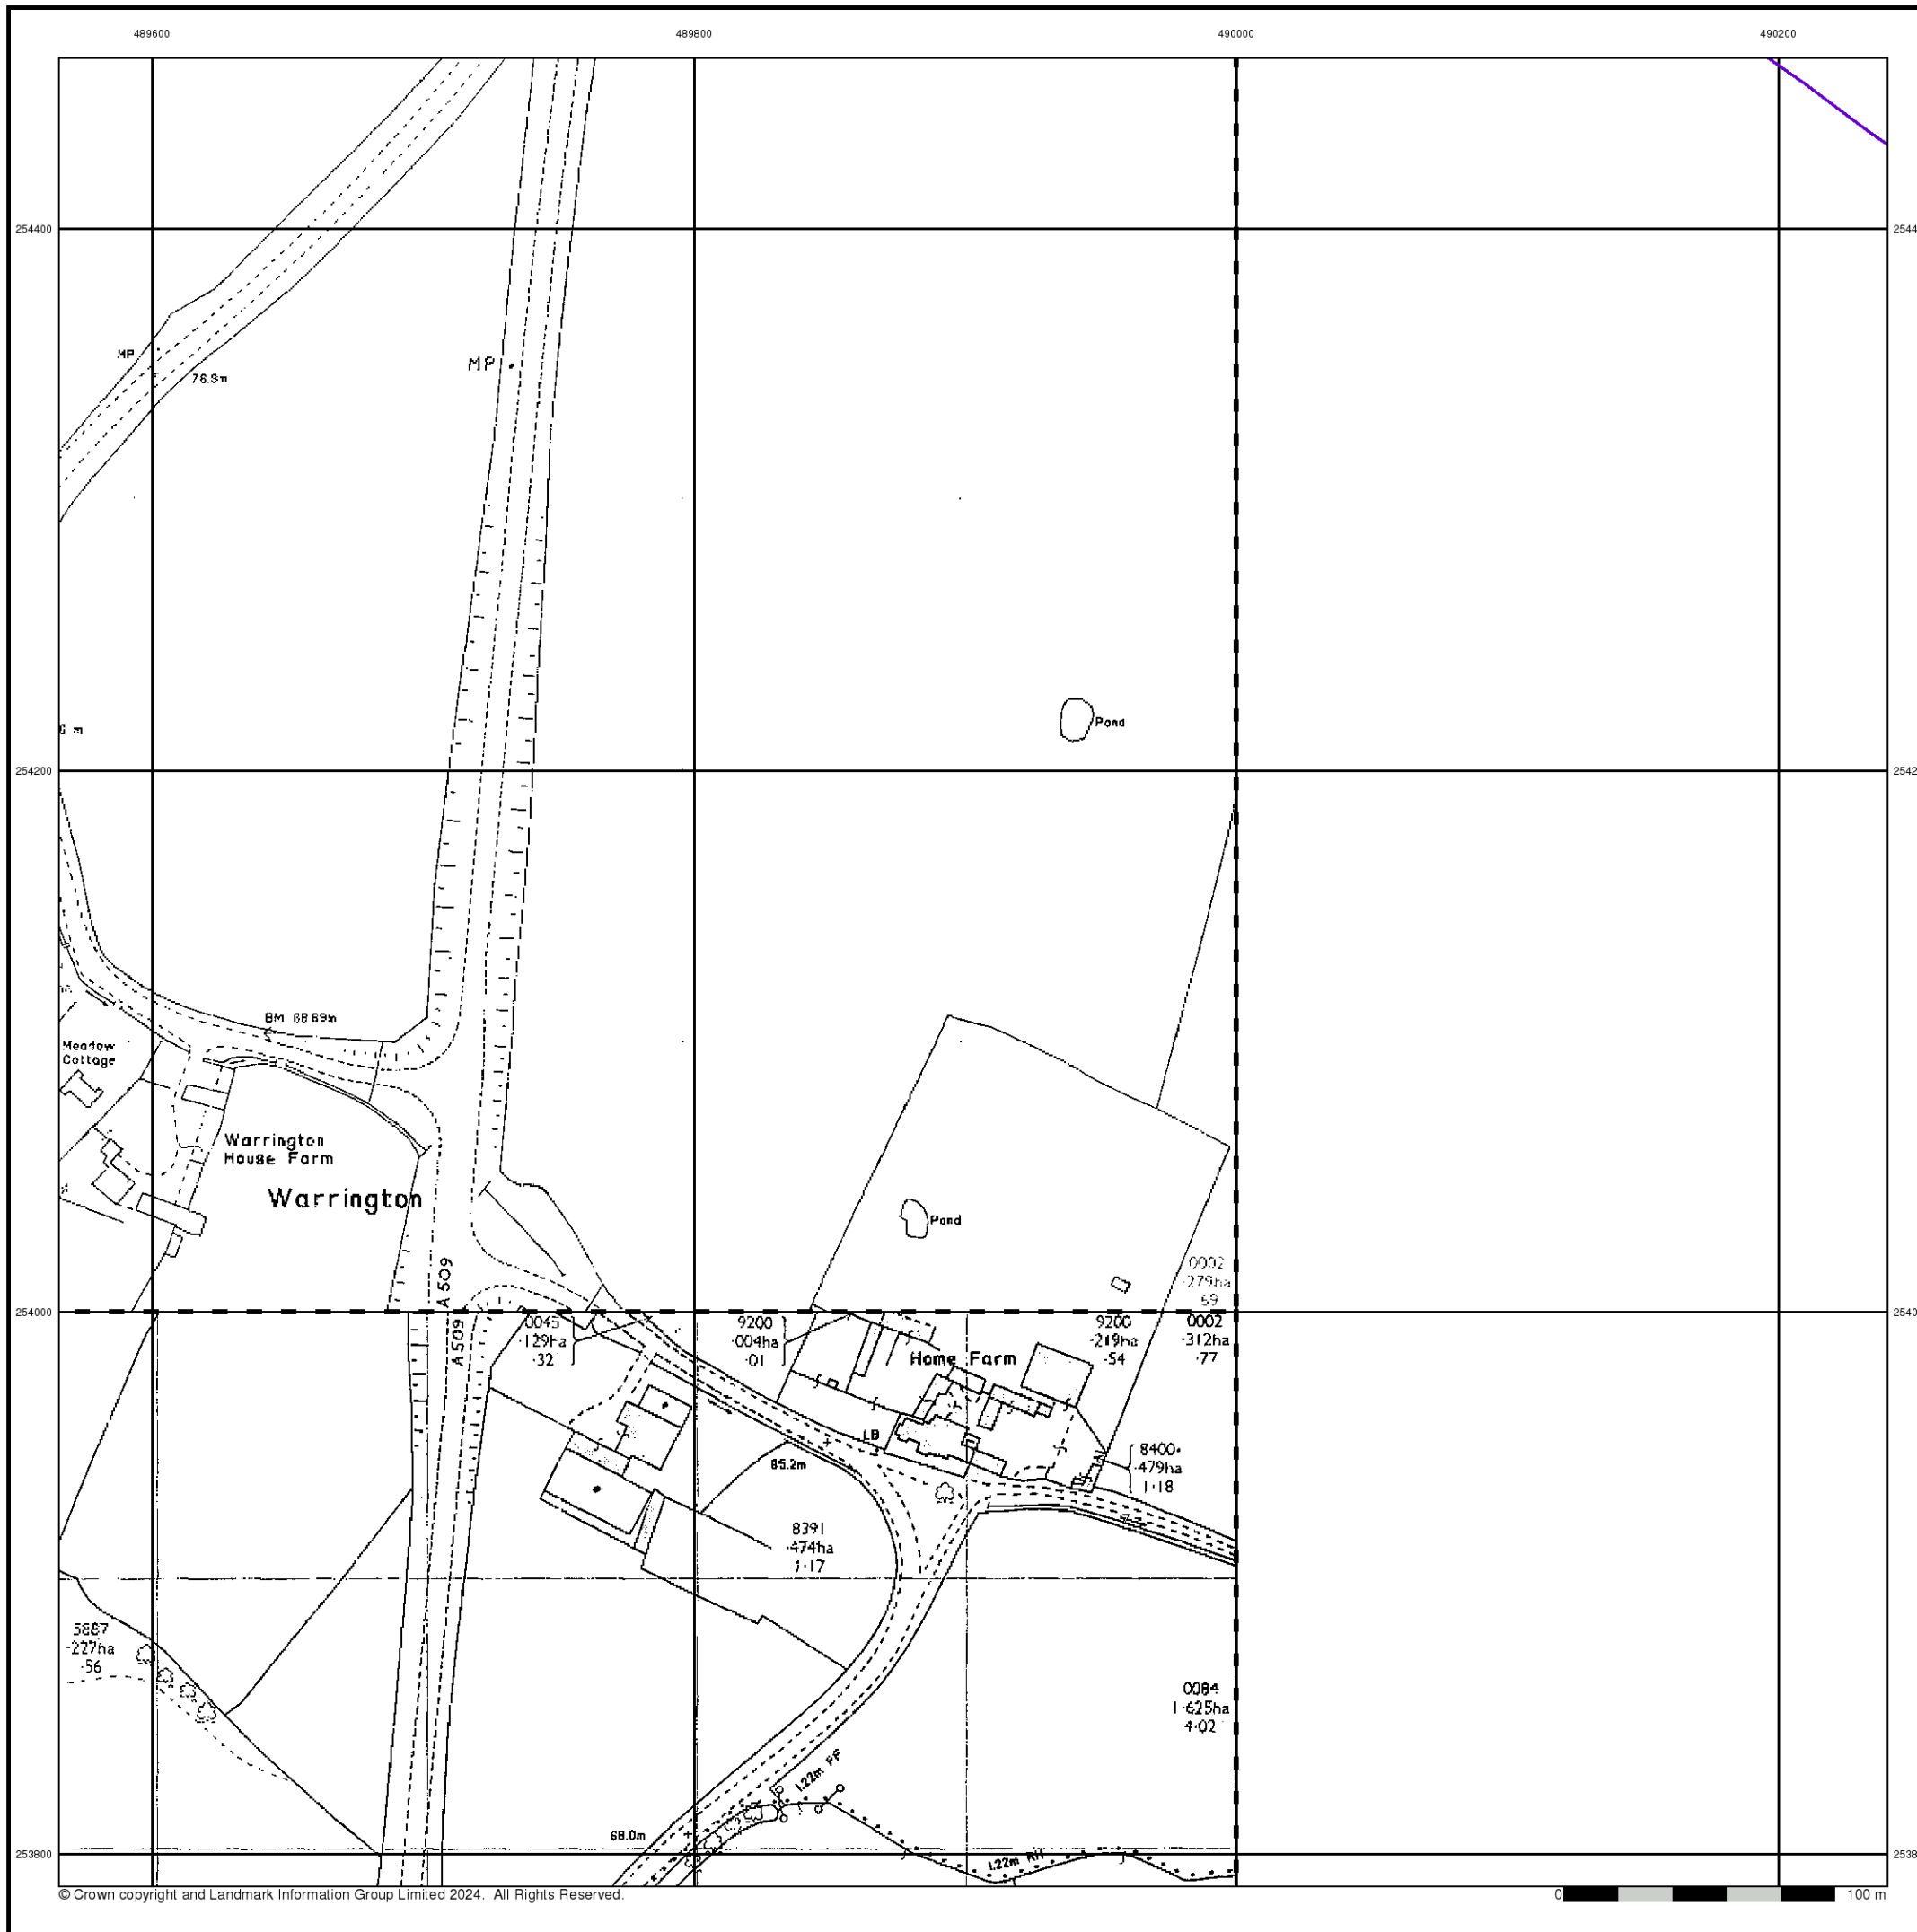 489600 489800 490000 490200
254400
MP
MP
76.9m
Pond
254200
BM 68.69m
Meadow
Cottage
Warrington
House Farm
Warrington
Pond
A 509
0002
·279ha
·69
254000
A509
0045
·129ha
·32
9200
·004ha
·01
9200
·219ha
·54
0002
·312ha
·77
Home Farm
LB
85.2m
8400
·479ha
1·18
8391
·474ha
1·17
5887
·227ha
·56
0084
1·625ha
4·02
1.22m FF
68.0m
1.22m RH
253800
© Crown copyright and Landmark Information Group Limited 2024. All Rights Reserved.
0 100 m